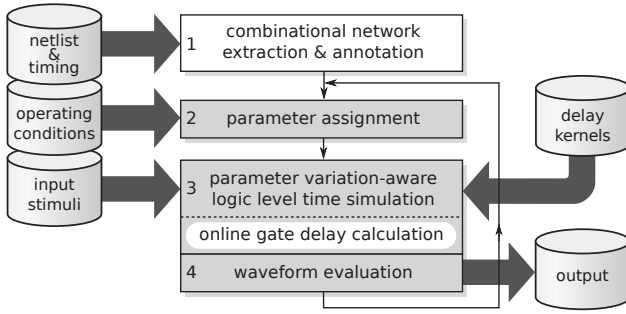 netlist
&
timing
1 combinational network
extraction & annotation
operating
conditions
2 parameter assignment
delay
kernels
input
stimuli
3 parameter variation-aware
logic level time simulation
online gate delay calculation
4 waveform evaluation
output